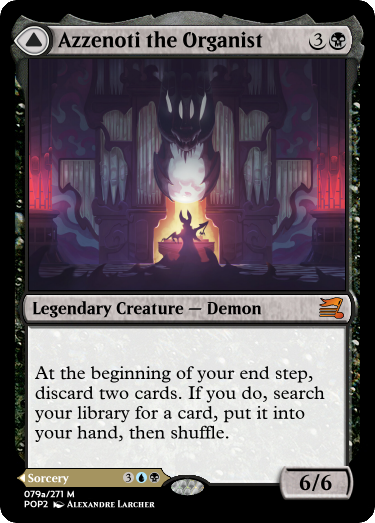 Azzenoti the Organist 3
Legendary Creature — Demon
At the beginning of your end step,
discard two cards. If you do, search
your library for a card, put it into
your hand, then shuffle.
Sorcery 3
6/6
079a/271 M
POP2 Alexandre Larcher